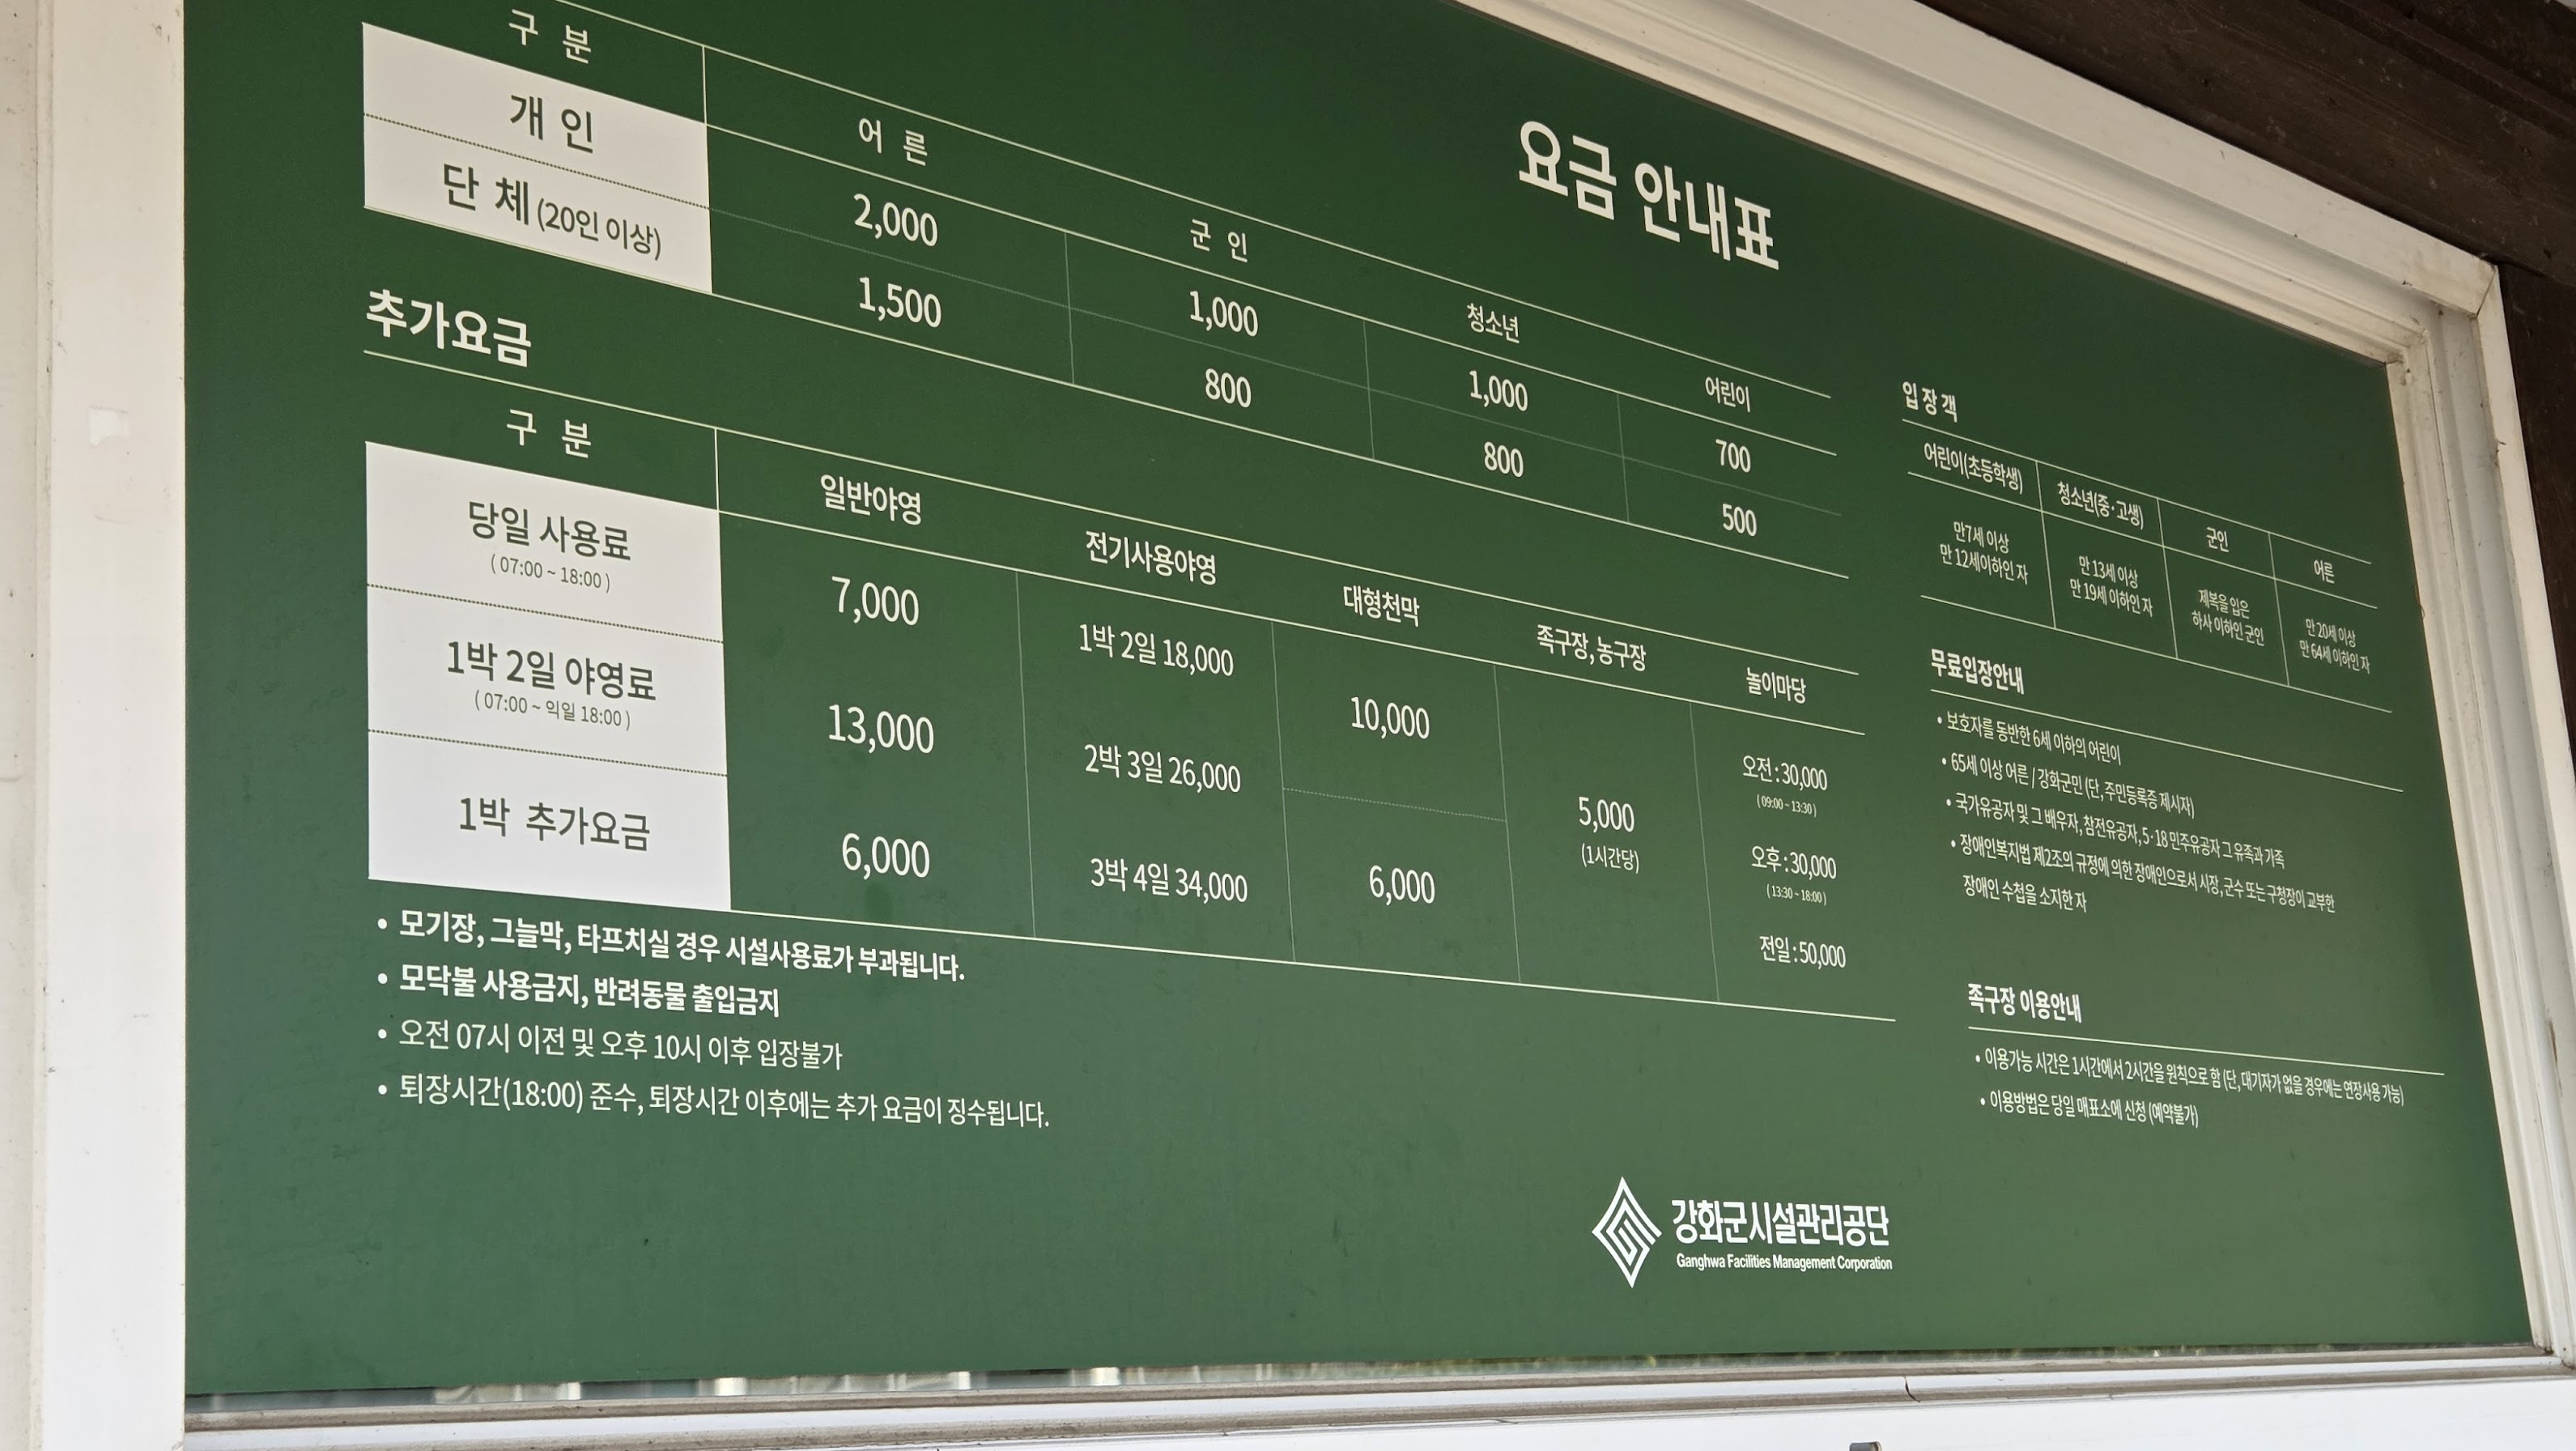 요금 안내표
구 분 어 른 군 인 청소년 어린이
개 인 2,000 1,000 1,000 700
단 체 (20인 이상) 1,500 800 800 500
추가요금
구 분 일반야영 전기사용야영 대형천막 족구장, 농구장 놀이마당
당일 사용료
( 07:00 ~ 18:00 )
7,000
1박 2일 야영료
( 07:00 ~ 익일 18:00 )
13,000
1박 추가요금
6,000
1박 2일 18,000
2박 3일 26,000
3박 4일 34,000
10,000
6,000
5,000
(1시간당)
오전 : 30,000
( 09:00 ~ 13:30 )
오후 : 30,000
( 13:30 ~ 18:00 )
전일 : 50,000
• 모기장, 그늘막, 타프치실 경우 시설사용료가 부과됩니다.
• 모닥불 사용금지, 반려동물 출입금지
• 오전 07시 이전 및 오후 10시 이후 입장불가
• 퇴장시간(18:00) 준수, 퇴장시간 이후에는 추가 요금이 징수됩니다.
입 장 객
어린이(초등학생) 청소년(중·고생) 군인 어른
만7세 이상
만 12세이하인 자
만 13세 이상
만 19세 이하인 자
제복을 입은
하사 이하인 군인
만 20세 이상
만 64세 이하인 자
무료입장안내
• 보호자를 동반한 6세 이하의 어린이
• 65세 이상 어른 / 강화군민 (단, 주민등록증 제시자)
• 국가유공자 및 그 배우자, 참전유공자, 5·18 민주유공자 그 유족과 가족
• 장애인복지법 제2조의 규정에 의한 장애인으로서 시장, 군수 또는 구청장이 교부한
장애인 수첩을 소지한 자
족구장 이용안내
• 이용가능 시간은 1시간에서 2시간을 원칙으로 함 (단, 대기자가 없을 경우에는 연장사용 가능)
• 이용방법은 당일 매표소에 신청 (예약불가)
강화군시설관리공단
Ganghwa Facilities Management Corporation